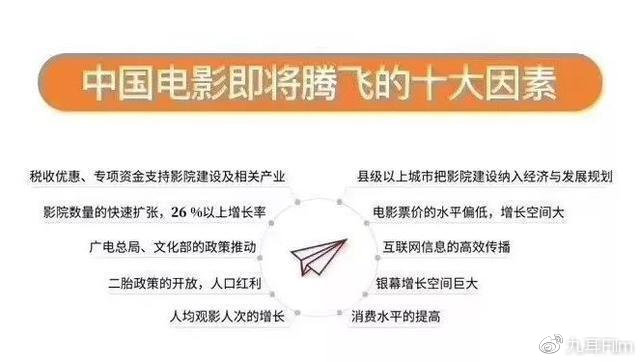 中国电影即将腾飞的十大因素
税收优惠、专项资金支持影院建设及相关产业
影院数量的快速扩张，26 %以上增长率
广电总局、文化部的政策推动
二胎政策的开放，人口红利
人均观影人次的增长
县级以上城市把影院建设纳入经济与发展规划
电影票价的水平偏低，增长空间大
互联网信息的高效传播
银幕增长空间巨大
消费水平的提高
九耳Film